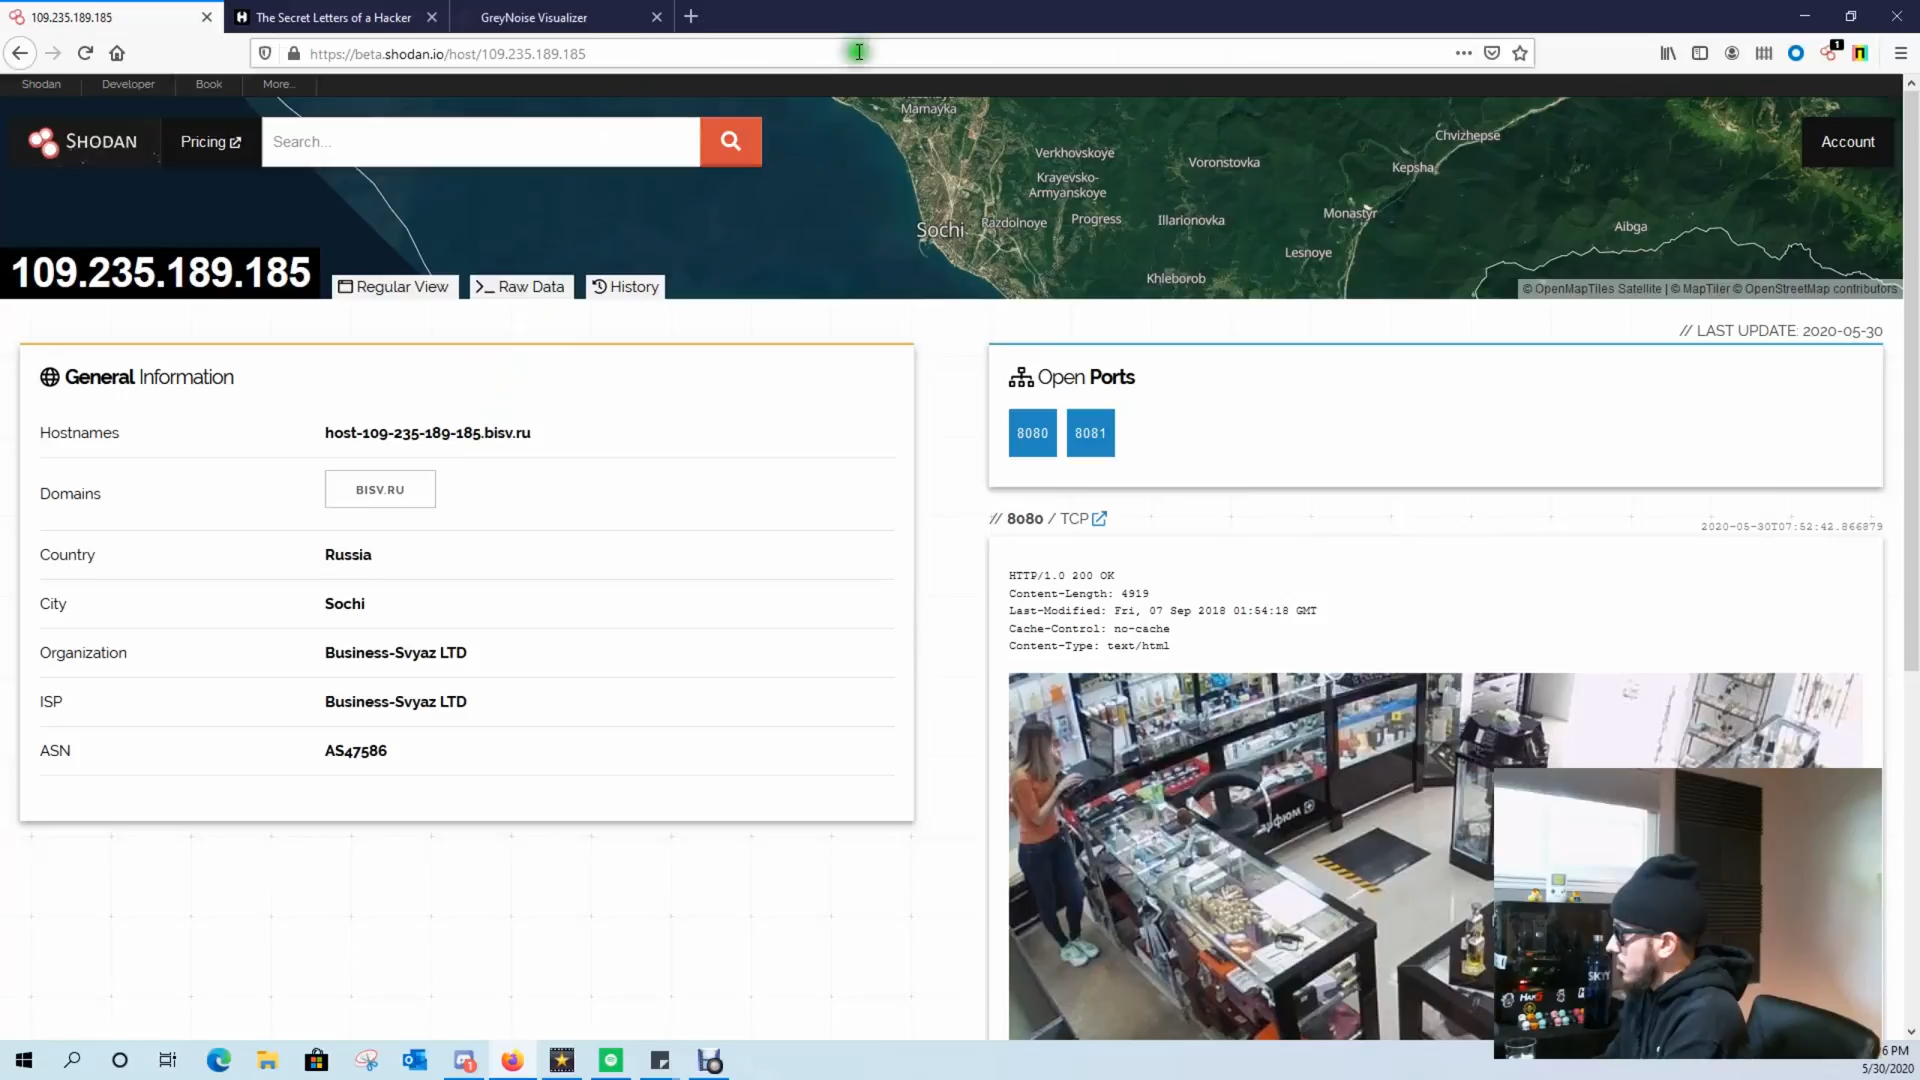 109.235.189.185
The Secret Letters of a Hacker
GreyNoise Visualizer
https://beta.shodan.io/host/109.235.189.185
1
Shodan
Developer
Book
More...
SHODAN
Pricing
Search...
Account
Mamayka
Verkhovskoye
Krayevsko-
Armyanskoye
Voronstovka
Chvizhepse
Kepsha
Sochi
Razdolnoye
Progress
Illarionovka
Monastyr
Lesnoye
Aibga
Khleborob
© OpenMapTiles Satellite | © MapTiler © OpenStreetMap contributors
109.235.189.185
Regular View
Raw Data
History
// LAST UPDATE: 2020-05-30
General Information
Hostnames
host-109-235-189-185.bisv.ru
Domains
BISV.RU
Country
Russia
City
Sochi
Organization
Business-Svyaz LTD
ISP
Business-Svyaz LTD
ASN
AS47586
Open Ports
8080
8081
// 8080 / TCP
2020-05-30T07:52:42.866879
HTTP/1.0 200 OK
Content-Length: 4919
Last-Modified: Fri, 07 Sep 2018 01:54:18 GMT
Cache-Control: no-cache
Content-Type: text/html
SKYY
HAK5
6 PM
5/30/2020